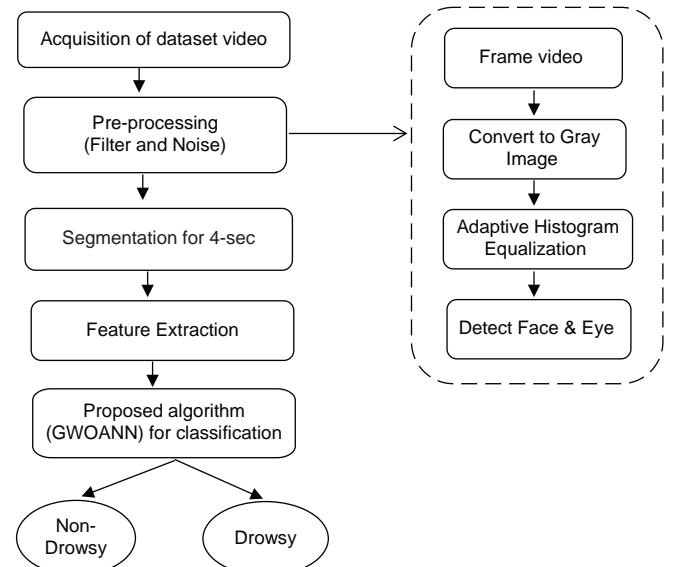 Acquisition of dataset video
Pre-processing
(Filter and Noise)
Segmentation for 4-sec
Feature Extraction
Proposed algorithm
(GWOANN) for classification
Non-
Drowsy
Drowsy
Frame video
Convert to Gray
Image
Adaptive Histogram
Equalization
Detect Face & Eye